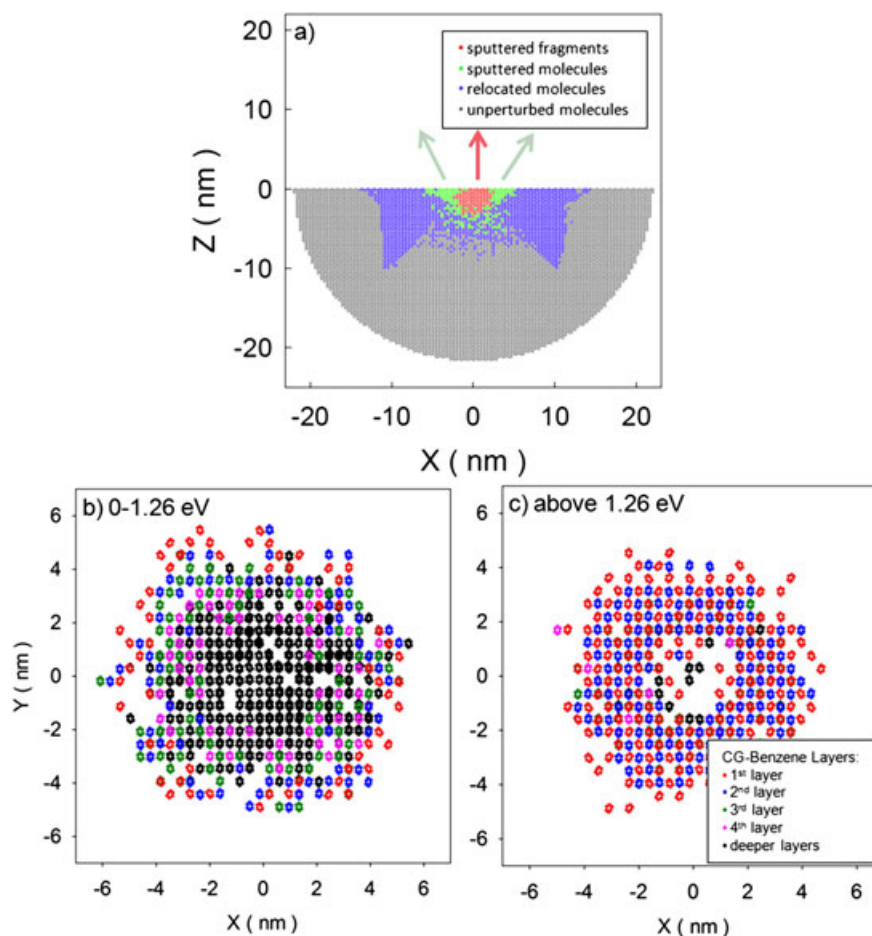 a)
sputtered fragments
sputtered molecules
relocated molecules
unperturbed molecules
20
10
0
-10
-20
Z ( nm )
-20 -10 0 10 20
X ( nm )
b) 0-1.26 eV
6
4
2
0
-2
-4
-6
Y ( nm )
-6 -4 -2 0 2 4 6
X ( nm )
c) above 1.26 eV
6
4
2
0
-2
-4
-6
CG-Benzene Layers:
1st layer
2nd layer
3rd layer
4th layer
deeper layers
-6 -4 -2 0 2 4 6
X ( nm )